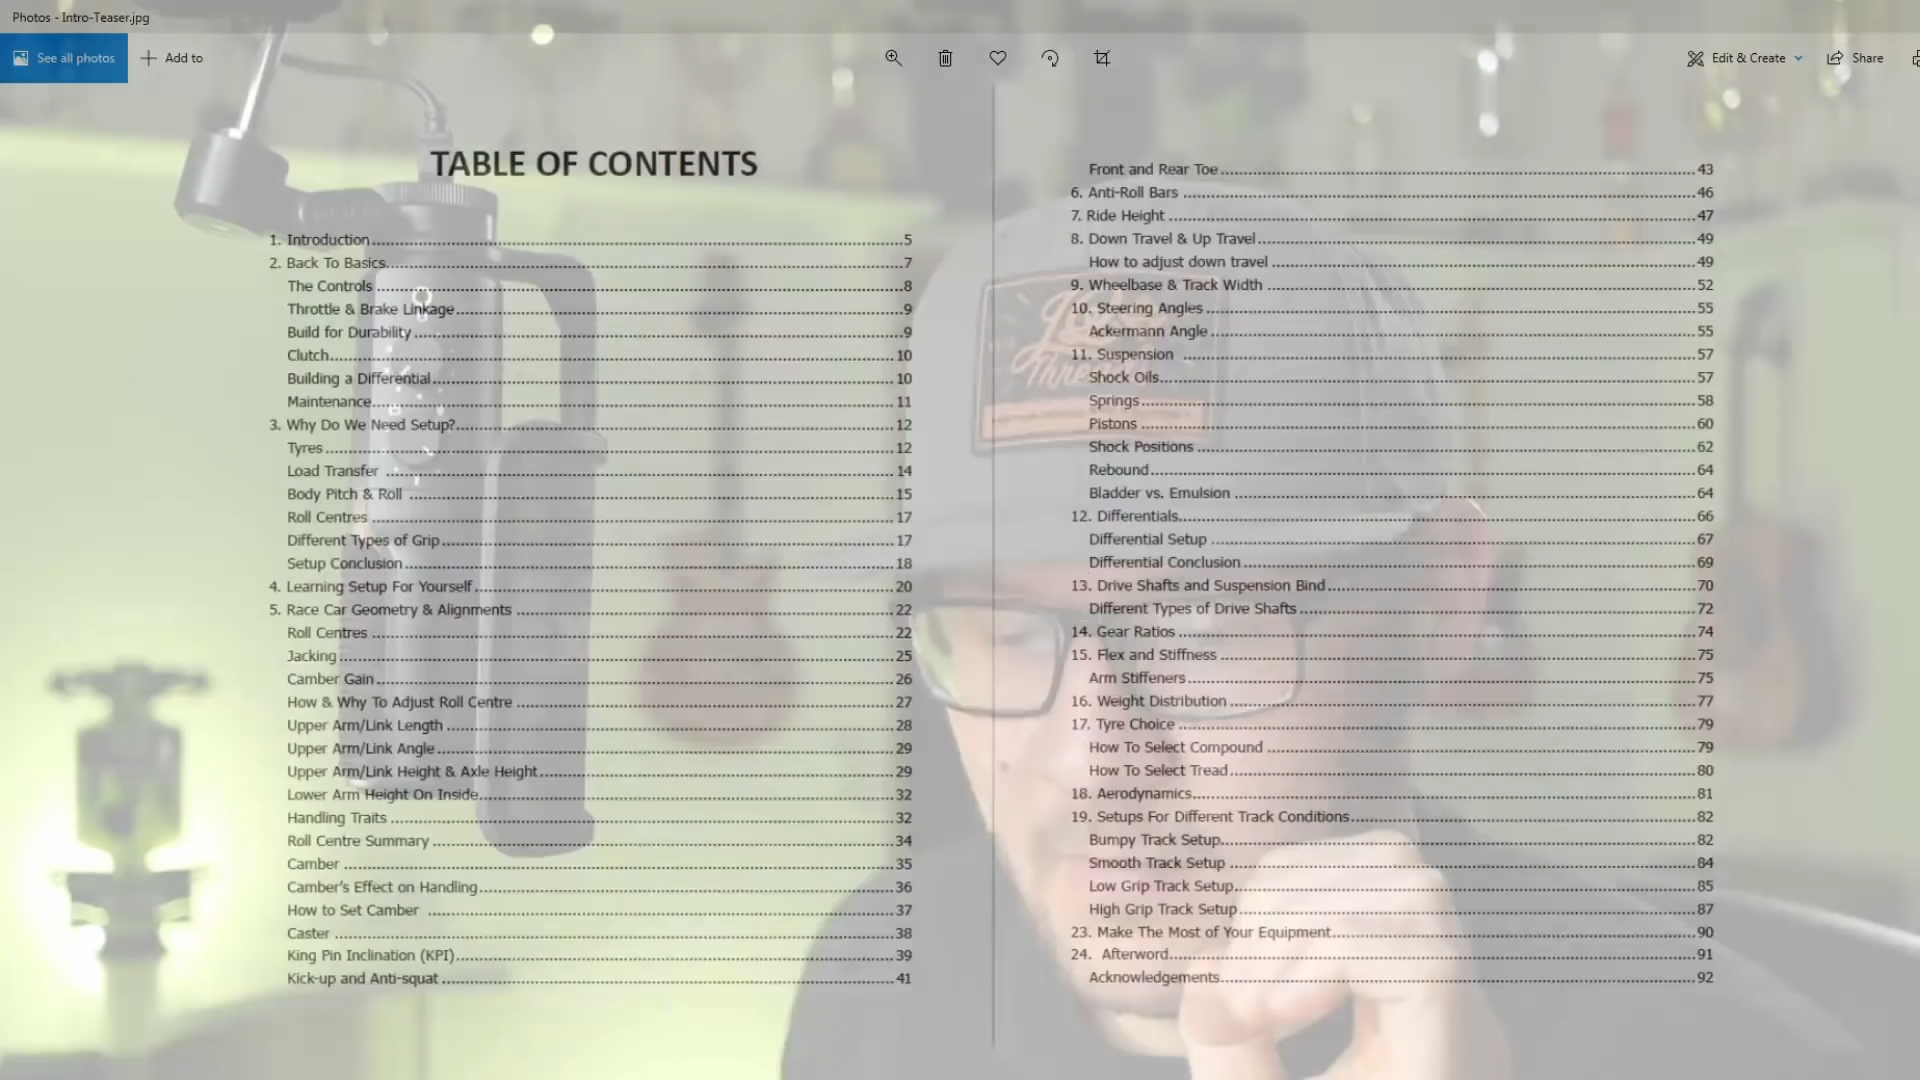 Photos - Intro-Teaser.jpg
See all photos
Add to
Edit & Create
Share
TABLE OF CONTENTS
1. Introduction 5
2. Back To Basics 7
The Controls 8
Throttle & Brake Linkage 9
Build for Durability 9
Clutch 10
Building a Differential 10
Maintenance 11
3. Why Do We Need Setup? 12
Tyres 12
Load Transfer 14
Body Pitch & Roll 15
Roll Centres 17
Different Types of Grip 17
Setup Conclusion 18
4. Learning Setup For Yourself 20
5. Race Car Geometry & Alignments 22
Roll Centres 22
Jacking 25
Camber Gain 26
How & Why To Adjust Roll Centre 27
Upper Arm/Link Length 28
Upper Arm/Link Angle 29
Upper Arm/Link Height & Axle Height 29
Lower Arm Height On Inside 32
Handling Traits 32
Roll Centre Summary 34
Camber 35
Camber's Effect on Handling 36
How to Set Camber 37
Caster 38
King Pin Inclination (KPI) 39
Kick-up and Anti-squat 41
Front and Rear Toe 43
6. Anti-Roll Bars 46
7. Ride Height 47
8. Down Travel & Up Travel 49
How to adjust down travel 49
9. Wheelbase & Track Width 52
10. Steering Angles 55
Ackermann Angle 55
11. Suspension 57
Shock Oils 57
Springs 58
Pistons 60
Shock Positions 62
Rebound 64
Bladder vs. Emulsion 64
12. Differentials 66
Differential Setup 67
Differential Conclusion 69
13. Drive Shafts and Suspension Bind 70
Different Types of Drive Shafts 72
14. Gear Ratios 74
15. Flex and Stiffness 75
Arm Stiffeners 75
16. Weight Distribution 77
17. Tyre Choice 79
How To Select Compound 79
How To Select Tread 80
18. Aerodynamics 81
19. Setups For Different Track Conditions 82
Bumpy Track Setup 82
Smooth Track Setup 84
Low Grip Track Setup 85
High Grip Track Setup 87
23. Make The Most of Your Equipment 90
24. Afterword 91
Acknowledgements 92